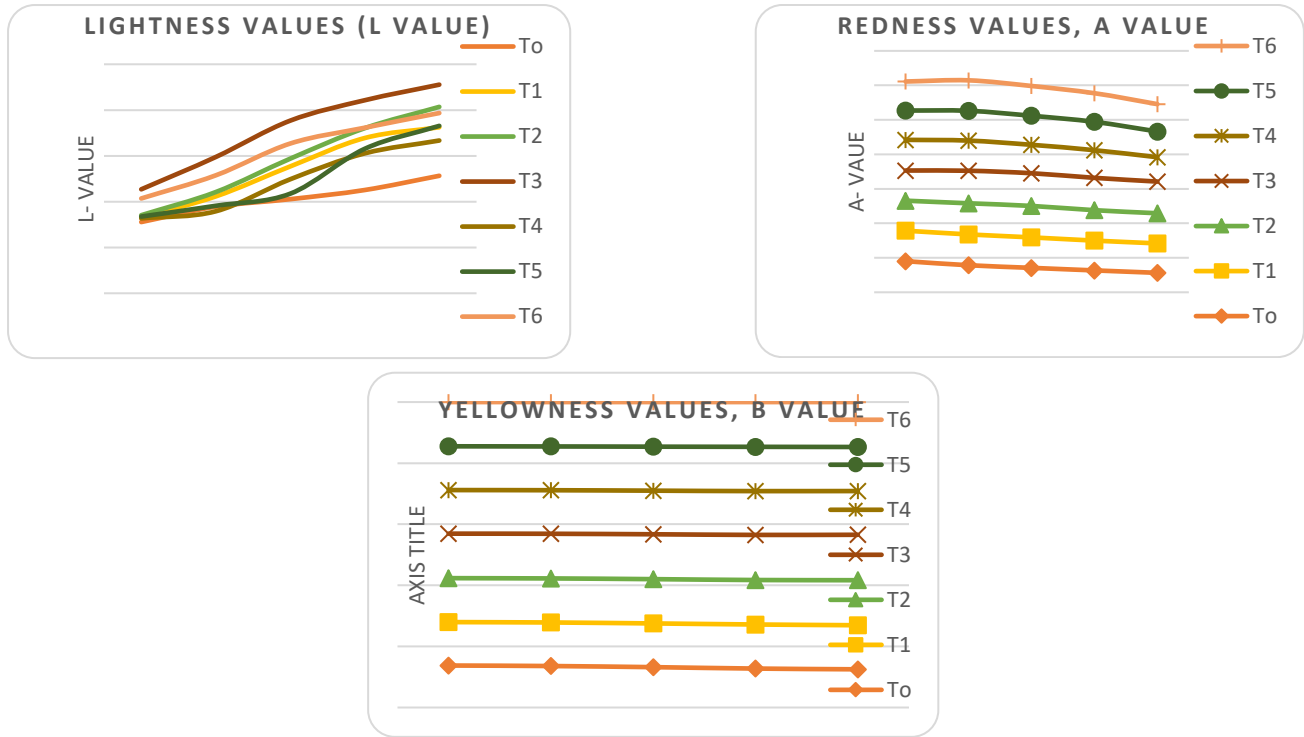 LIGHTNESS VALUES (L VALUE)
L- VALUE
To
T1
T2
T3
T4
T5
T6
REDNESS VALUES, A VALUE
A- VAUE
T6
T5
T4
T3
T2
T1
To
YELLOWNESS VALUES, B VALUE
AXIS TITLE
T6
T5
T4
T3
T2
T1
To